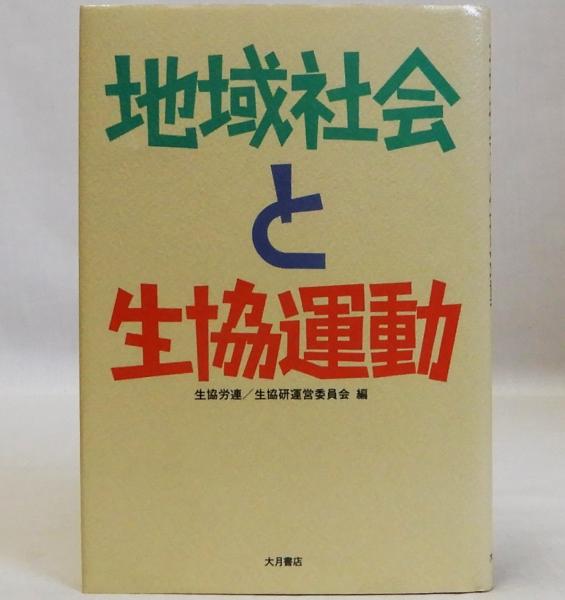 地域社会
と
生協運動
生協労連／生協研運営委員会 編
大月書店